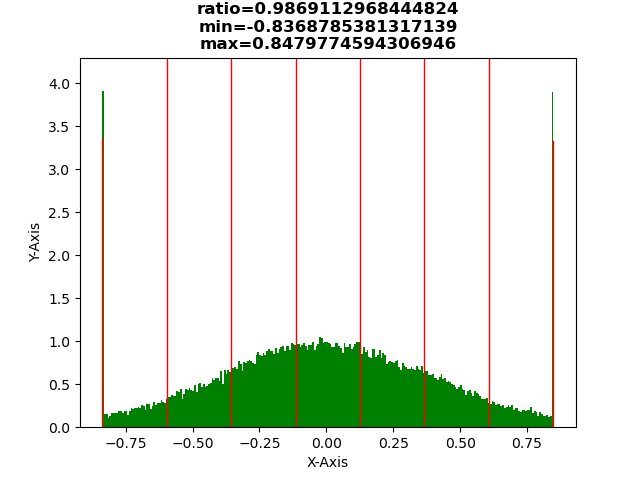 ratio=0.9869112968444824
min=-0.8368785381317139
max=0.8479774594306946
4.0
3.5
3.0
2.5
2.0
1.5
1.0
0.5
0.0
Y-Axis
−0.75 −0.50 −0.25 0.00 0.25 0.50 0.75
X-Axis